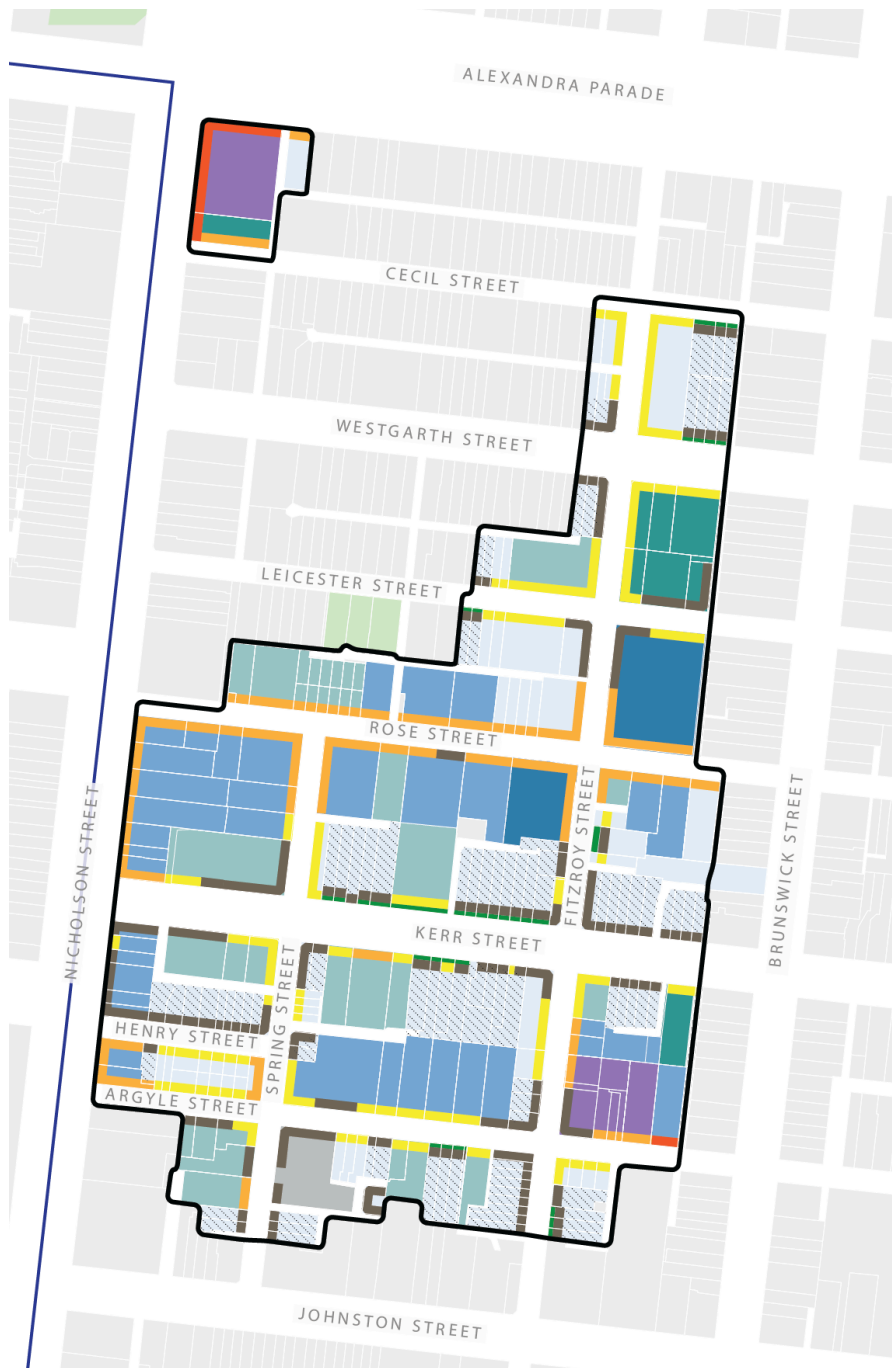 ALEXANDRA PARADE
CECIL STREET
WESTGARTH STREET
LEICESTER STREET
ROSE STREET
NICHOLSON STREET
FITZROY STREET
BRUNSWICK STREET
KERR STREET
SPRING STREET
HENRY STREET
ARGYLE STREET
JOHNSTON STREET